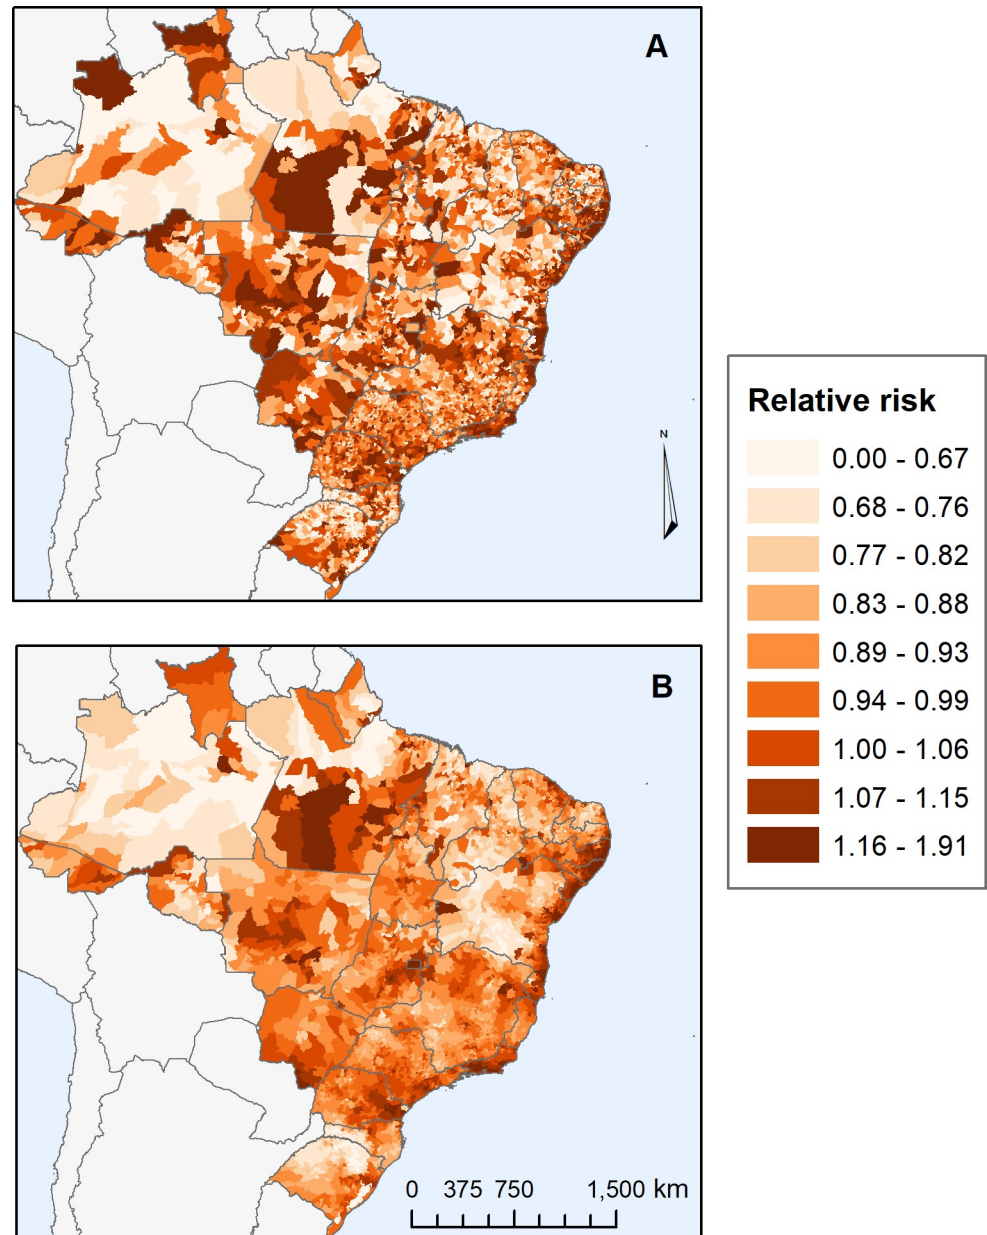 A
N
Relative risk
0.00 - 0.67
0.68 - 0.76
0.77 - 0.82
0.83 - 0.88
0.89 - 0.93
0.94 - 0.99
1.00 - 1.06
1.07 - 1.15
1.16 - 1.91
B
0 375 750 1,500 km